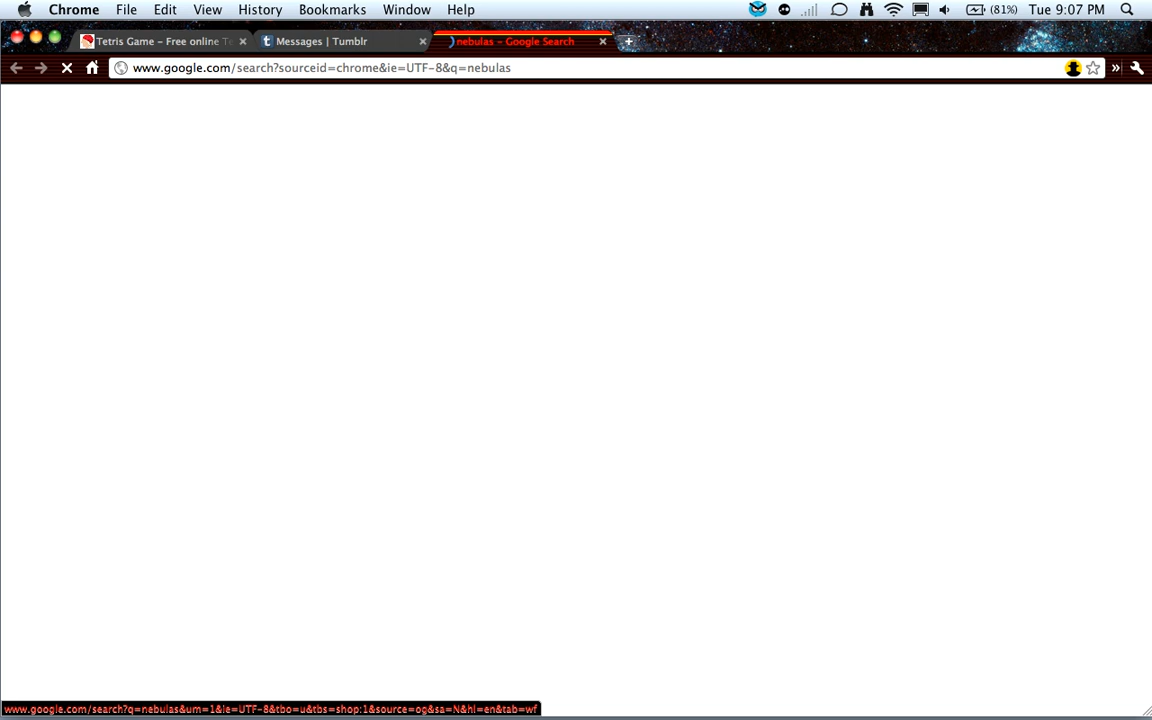 Chrome File Edit View History Bookmarks Window Help (81%) Tue 9:07 PM
Tetris Game – Free online Te Messages | Tumblr nebulas – Google Search
www.google.com/search?sourceid=chrome&ie=UTF-8&q=nebulas
www.google.com/search?q=nebulas&um=1&ie=UTF-8&tbo=u&tbs=shop:1&source=og&sa=N&hl=en&tab=wf